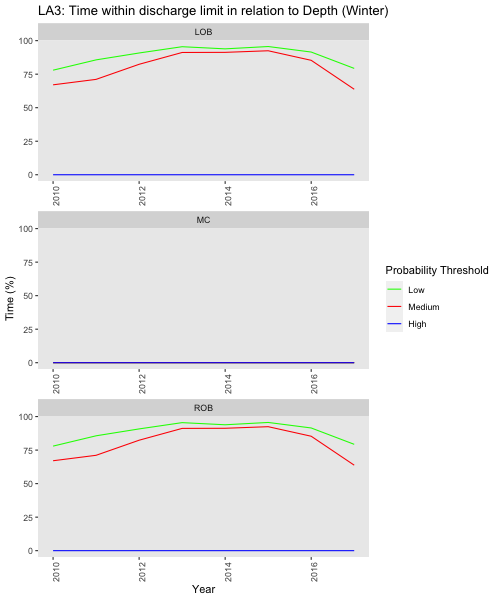 LA3: Time within discharge limit in relation to Depth (Winter)
LOB
100
75
50
25
0
2010
2012
2014
2016
MC
100
75
50
25
0
2010
2012
2014
2016
ROB
100
75
50
25
0
2010
2012
2014
2016
Time (%)
Year
Probability Threshold
Low
Medium
High